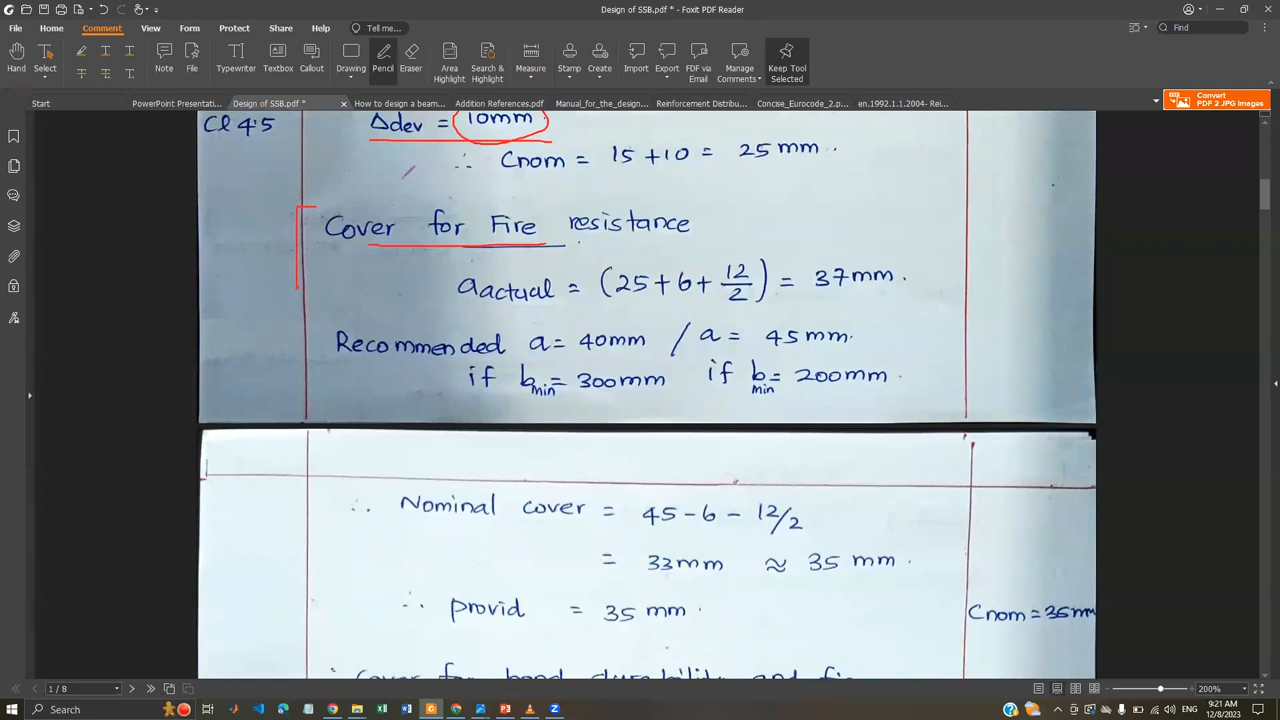 Design of SSB.pdf * - Foxit PDF Reader
File Home Comment View Form Protect Share Help Tell me...
Find
Hand Select Note File Typewriter Textbox Callout Drawing Pencil Eraser Area Highlight Search & Highlight Measure Stamp Create Import Export FDF via Email Manage Comments Keep Tool Selected
Start PowerPoint Presentati... Design of SSB.pdf * How to design a beam... Addition References.pdf Manual_for_the_design... Reinforcement Distribu... Concise_Eurocode_2.p... en.1992.1.1.2004- Rei...
Convert PDF 2 JPG Images
Cl 4.5
Δdev = 10mm
∴ Cnom = 15 + 10 = 25 mm .
Cover for Fire resistance
a actual = (25 + 6 + 12/2) = 37mm .
Recommended a = 40mm / a = 45 mm.
if bmin = 300mm if bmin = 200mm .
∴ Nominal cover = 45 - 6 - 12/2
= 33mm ≈ 35 mm .
∴ provid = 35 mm .
Cnom = 35 mm
1 / 8
200%
Search
ENG
9:21 AM
12/8/2023